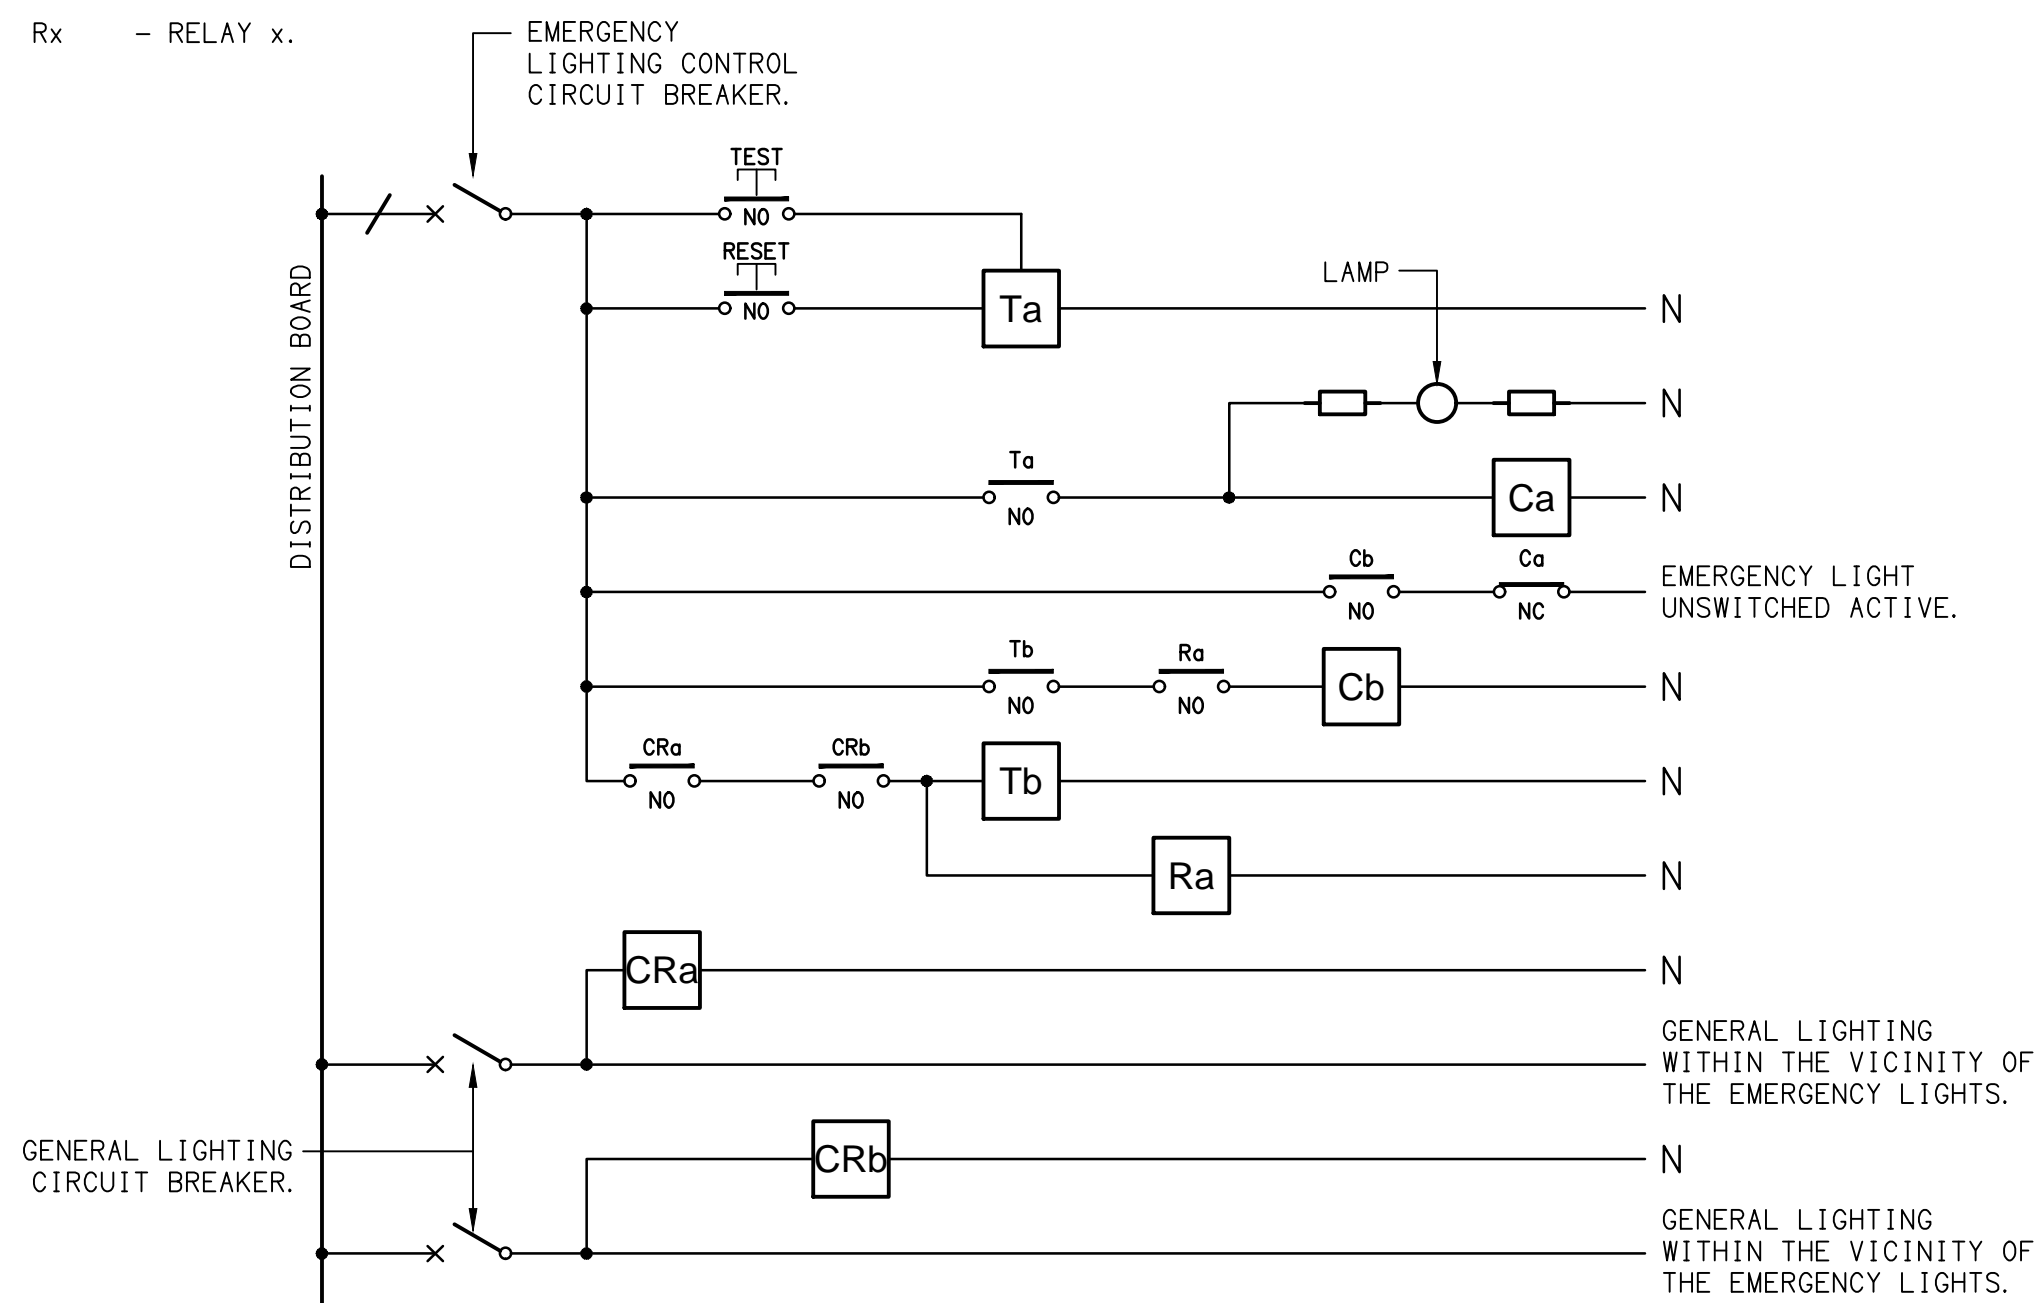 Rx - RELAY x.
EMERGENCY
LIGHTING CONTROL
CIRCUIT BREAKER.
DISTRIBUTION BOARD
TEST
NO
RESET
NO
Ta
N
LAMP
N
Ta
NO
Ca
N
Cb
NO
Ca
NC
EMERGENCY LIGHT
UNSWITCHED ACTIVE.
Tb
NO
Ra
NO
Cb
N
CRa
NO
CRb
NO
Tb
N
Ra
N
CRa
N
GENERAL LIGHTING
WITHIN THE VICINITY OF
THE EMERGENCY LIGHTS.
GENERAL LIGHTING
CIRCUIT BREAKER.
CRb
N
GENERAL LIGHTING
WITHIN THE VICINITY OF
THE EMERGENCY LIGHTS.